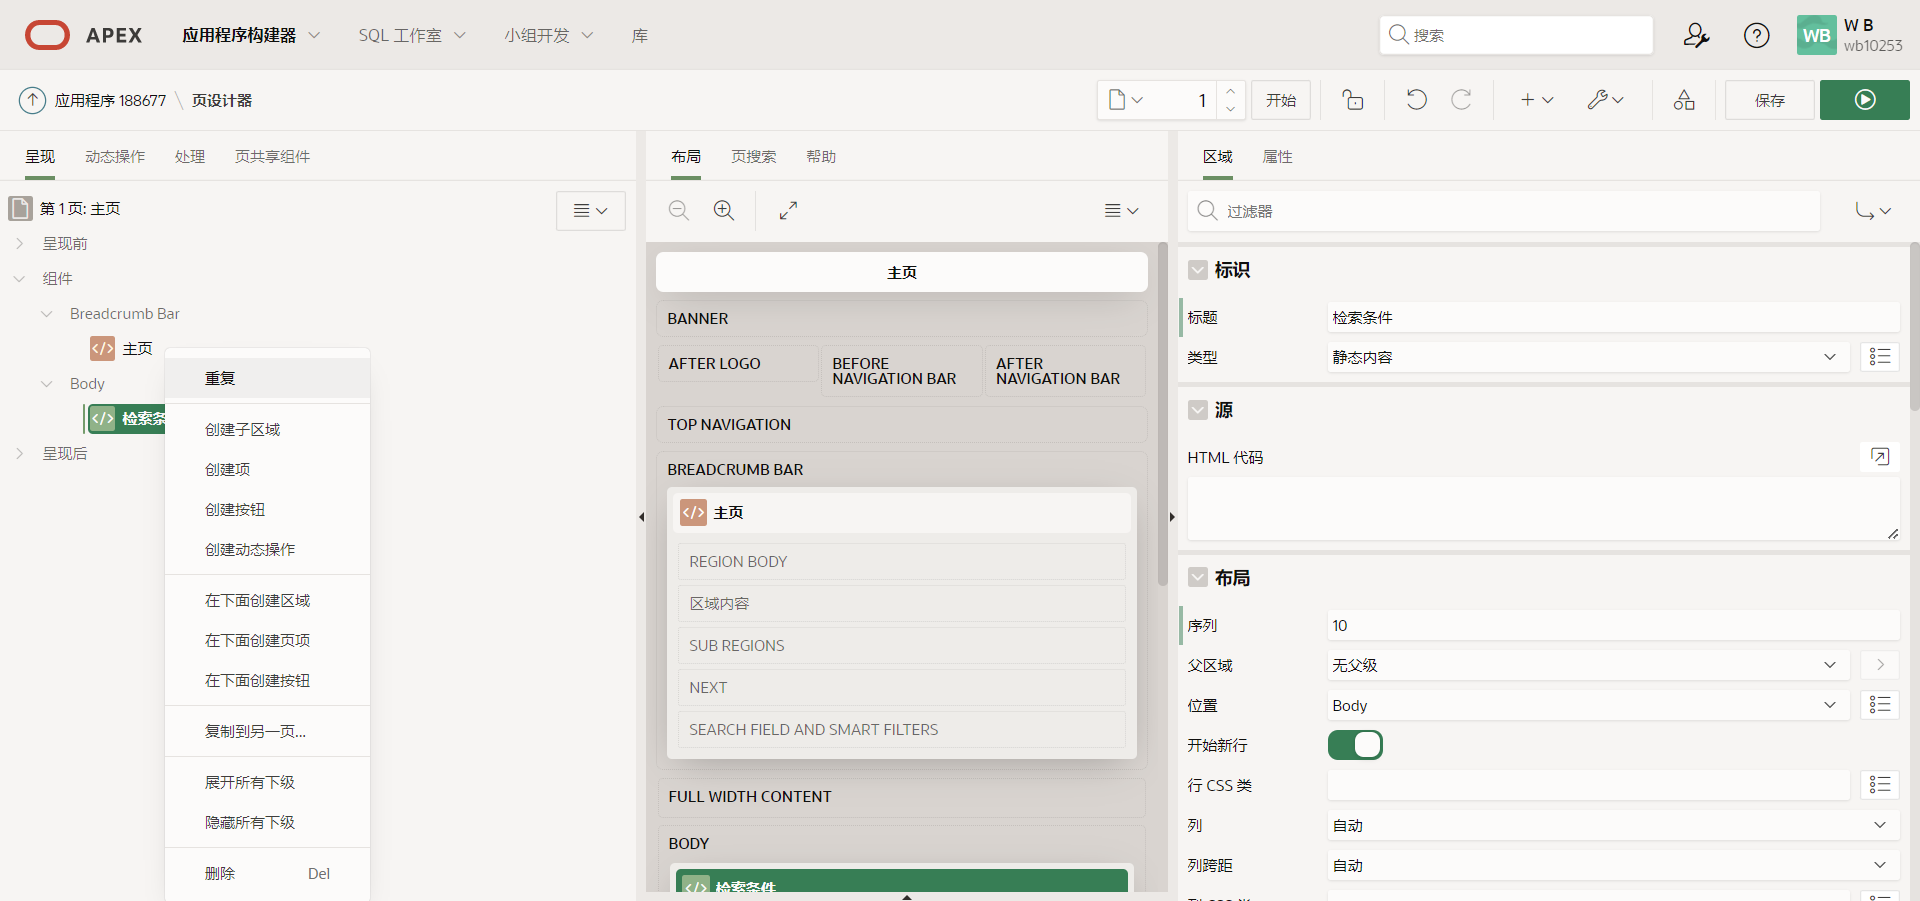 APEX
应用程序构建器
SQL 工作室
小组开发
库
搜索
WB
W B
wb10253
应用程序 188677
页设计器
1
开始
保存
呈现
动态操作
处理
页共享组件
第 1 页: 主页
呈现前
组件
Breadcrumb Bar
主页
Body
检索条
呈现后
重复
创建子区域
创建项
创建按钮
创建动态操作
在下面创建区域
在下面创建页项
在下面创建按钮
复制到另一页...
展开所有下级
隐藏所有下级
删除 Del
布局
页搜索
帮助
主页
BANNER
AFTER LOGO
BEFORE
NAVIGATION BAR
AFTER
NAVIGATION BAR
TOP NAVIGATION
BREADCRUMB BAR
主页
REGION BODY
区域内容
SUB REGIONS
NEXT
SEARCH FIELD AND SMART FILTERS
FULL WIDTH CONTENT
BODY
检索条件
区域
属性
过滤器
标识
标题 检索条件
类型 静态内容
源
HTML 代码
布局
序列 10
父区域 无父级
位置 Body
开始新行
行 CSS 类
列 自动
列跨距 自动
列 CSS 类